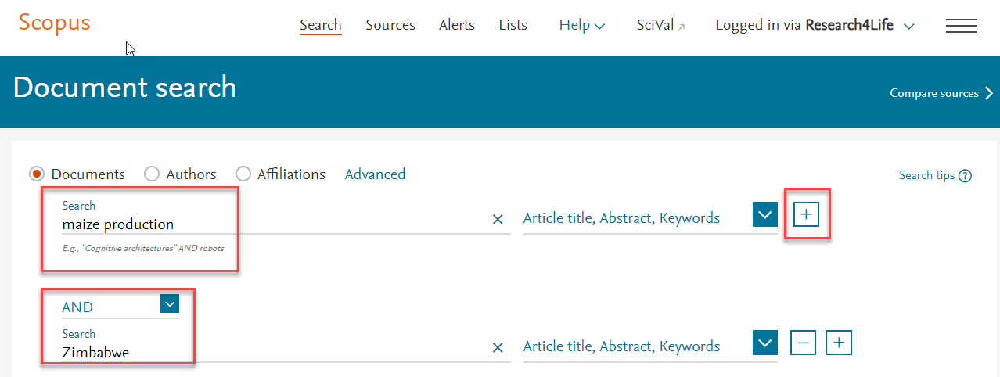 Scopus
Search Sources Alerts Lists Help SciVal Logged in via Research4Life
Document search
Compare sources
Documents Authors Affiliations Advanced
Search tips
Search
maize production
Article title, Abstract, Keywords
E.g., "Cognitive architectures" AND robots
AND
Search
Zimbabwe
Article title, Abstract, Keywords